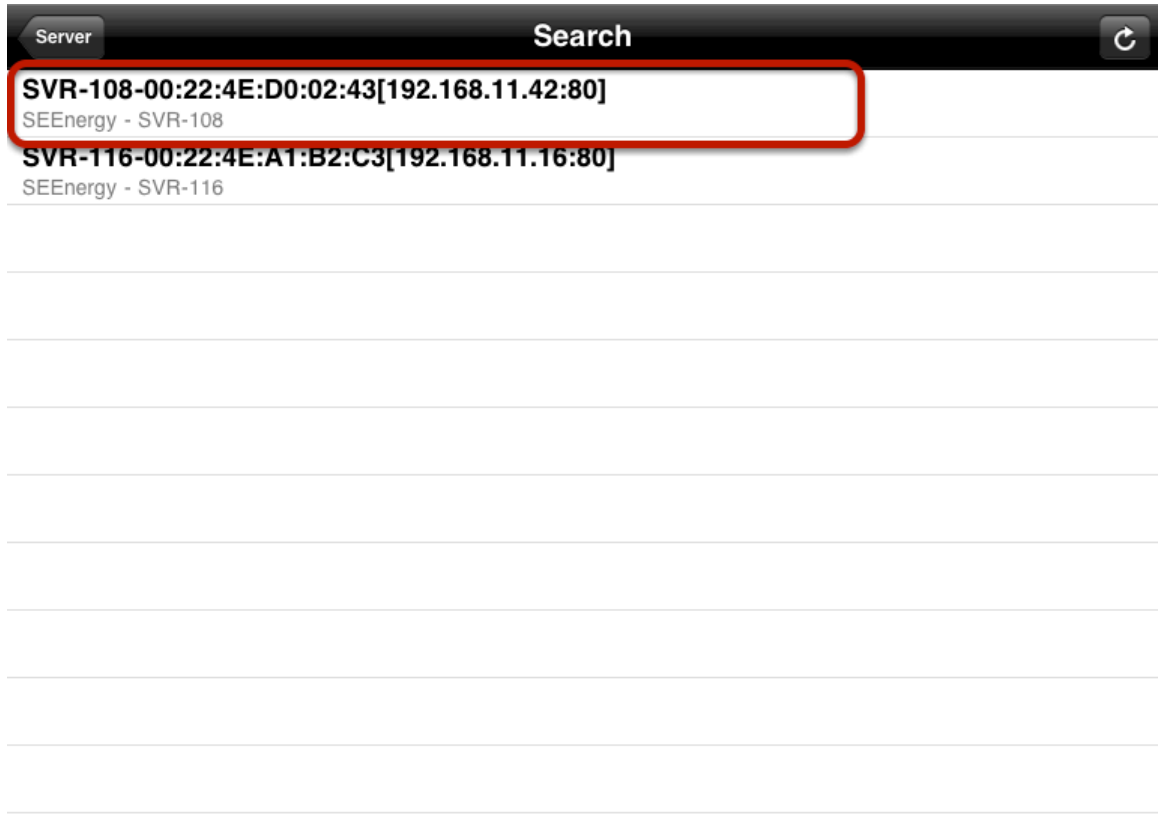 Server
Search
SVR-108-00:22:4E:D0:02:43[192.168.11.42:80]
SEEnergy - SVR-108
SVR-116-00:22:4E:A1:B2:C3[192.168.11.16:80]
SEEnergy - SVR-116